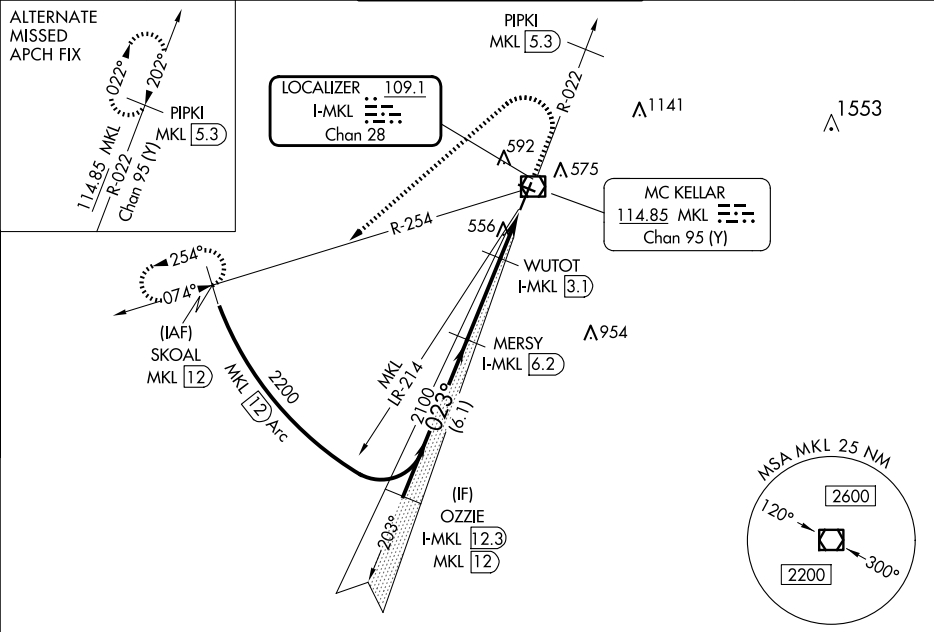 ALTERNATE
MISSED
APCH FIX
022°
202°
PIPKI
MKL 5.3
114.85 MKL
R-022
Chan 95 (Y)
PIPKI
MKL 5.3
R-022
LOCALIZER 109.1
I-MKL
Chan 28
1141
1553
592
575
MC KELLAR
114.85 MKL
Chan 95 (Y)
R-254
556
WUTOT
I-MKL 3.1
254°
074°
(IAF)
SKOAL
MKL 12
954
MERSY
I-MKL 6.2
2200
MKL 12 Arc
MKL
LR-214
2100
023°
(6.1)
(IF)
OZZIE
I-MKL 12.3
MKL 12
203°
MSA MKL 25 NM
2600
120°
300°
2200